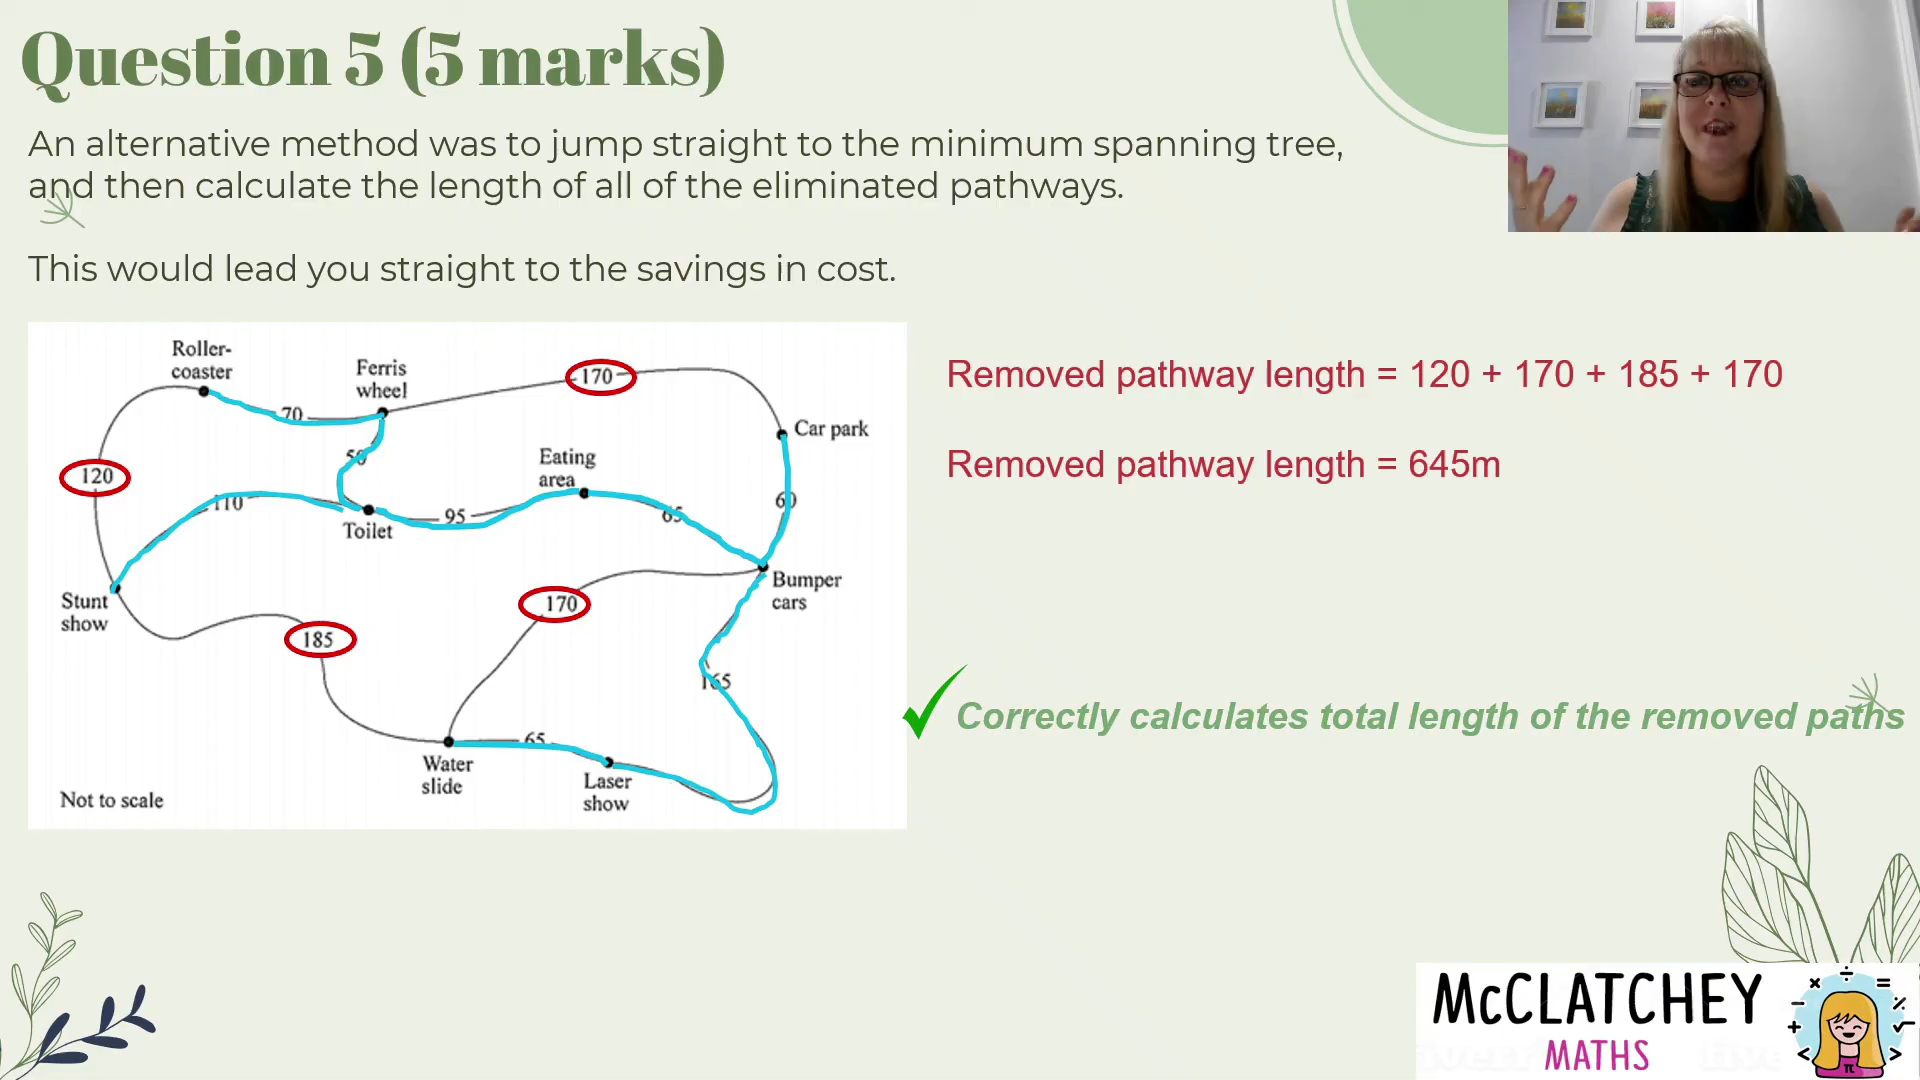 Question 5 (5 marks)
An alternative method was to jump straight to the minimum spanning tree,
and then calculate the length of all of the eliminated pathways.
This would lead you straight to the savings in cost.
Roller-
coaster
Ferris
wheel
170
70
Car park
50
Eating
area
120
110
60
95
65
Toilet
Stunt
show
170
Bumper
cars
185
165
65
Water
slide
Laser
show
Not to scale
Removed pathway length = 120 + 170 + 185 + 170
Removed pathway length = 645m
Correctly calculates total length of the removed paths
McCLATCHEY
MATHS